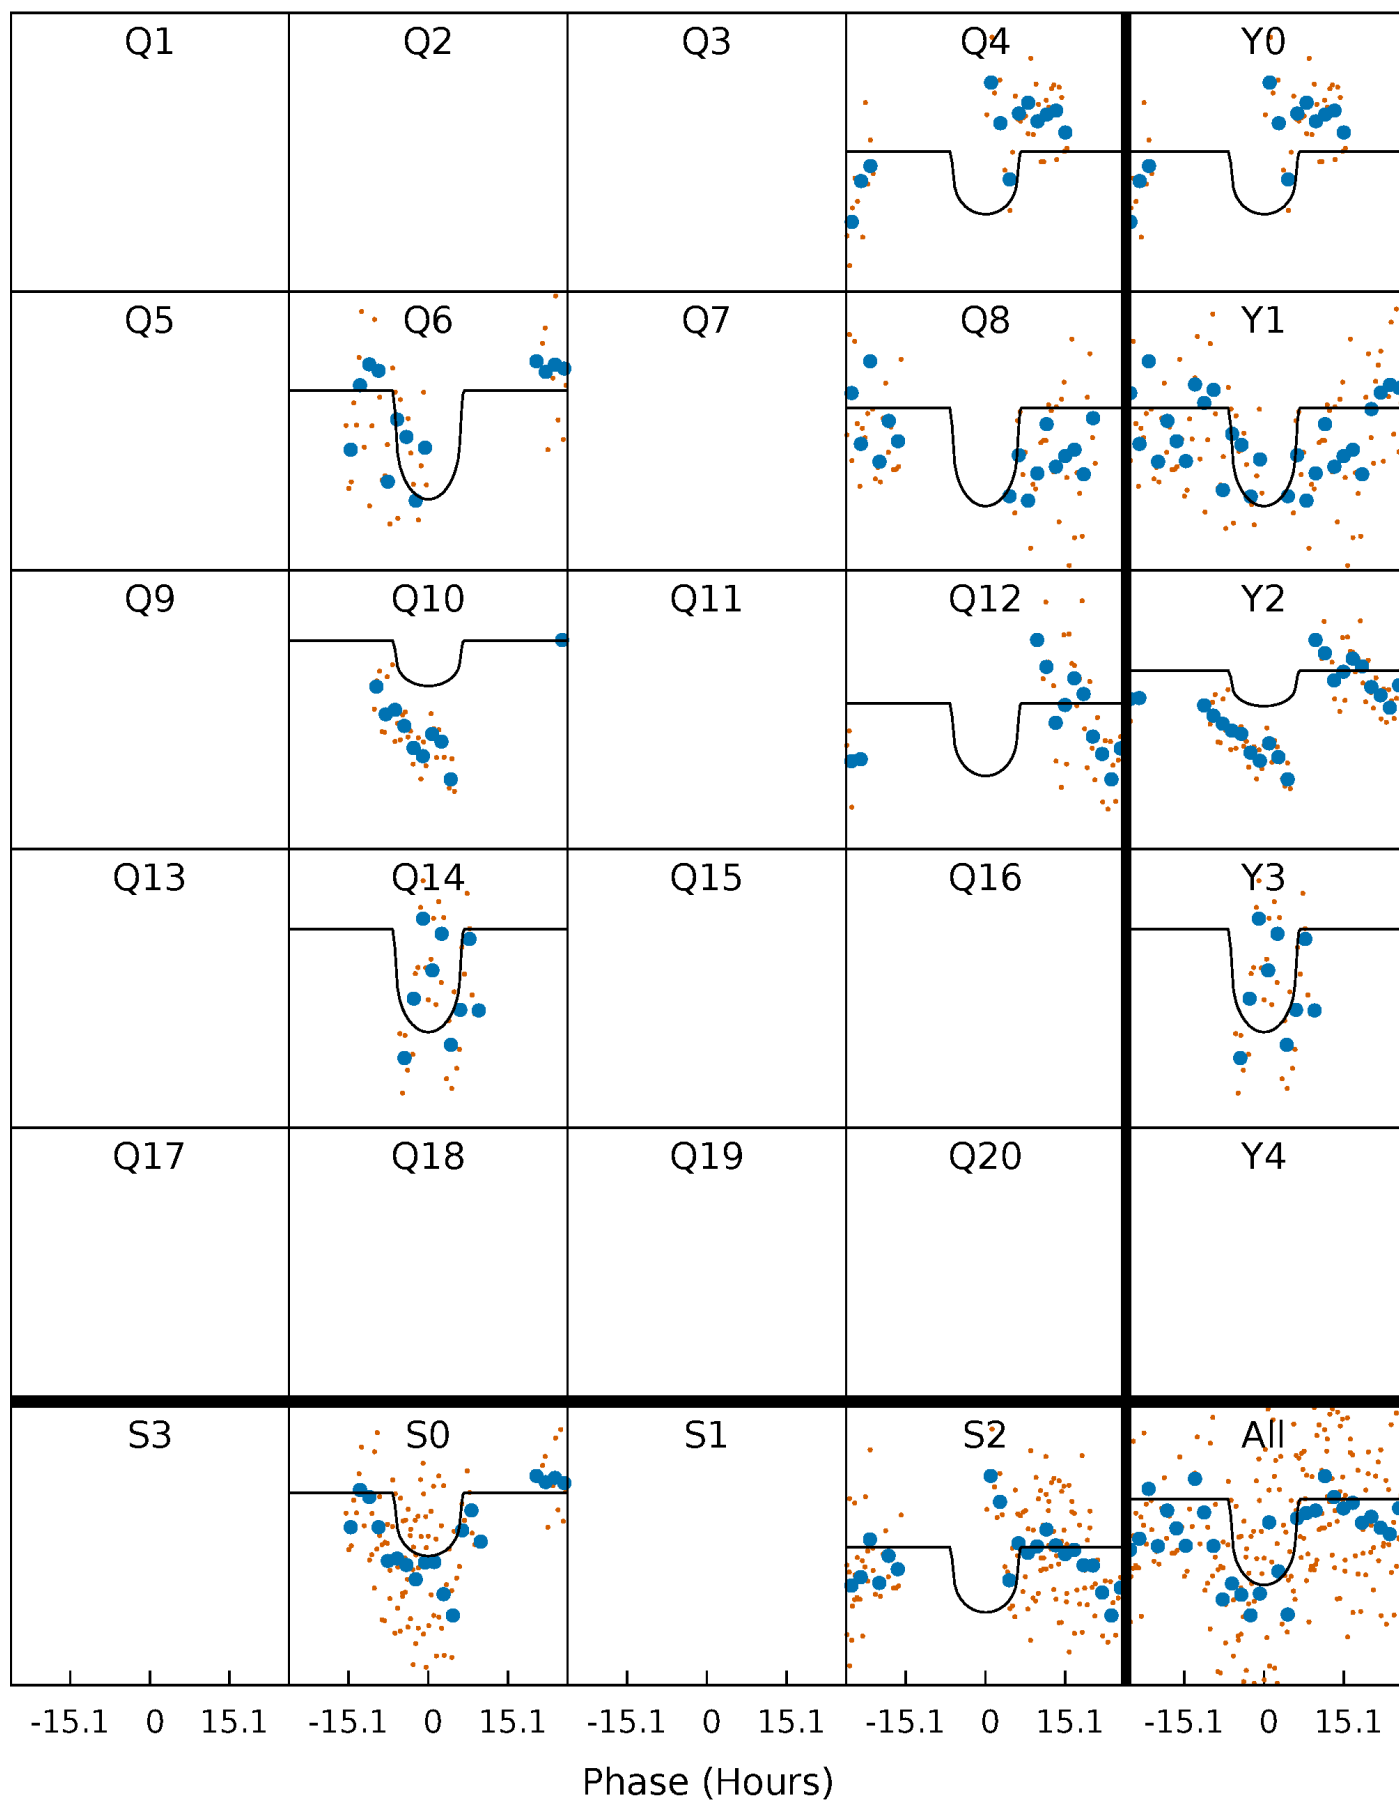 Q1 Q2 Q3 Q4 Y0
Q5 Q6 Q7 Q8 Y1
Q9 Q10 Q11 Q12 Y2
Q13 Q14 Q15 Q16 Y3
Q17 Q18 Q19 Q20 Y4
S3 S0 S1 S2 All
-15.1 0 15.1 -15.1 0 15.1 -15.1 0 15.1 -15.1 0 15.1 -15.1 0 15.1
Phase (Hours)